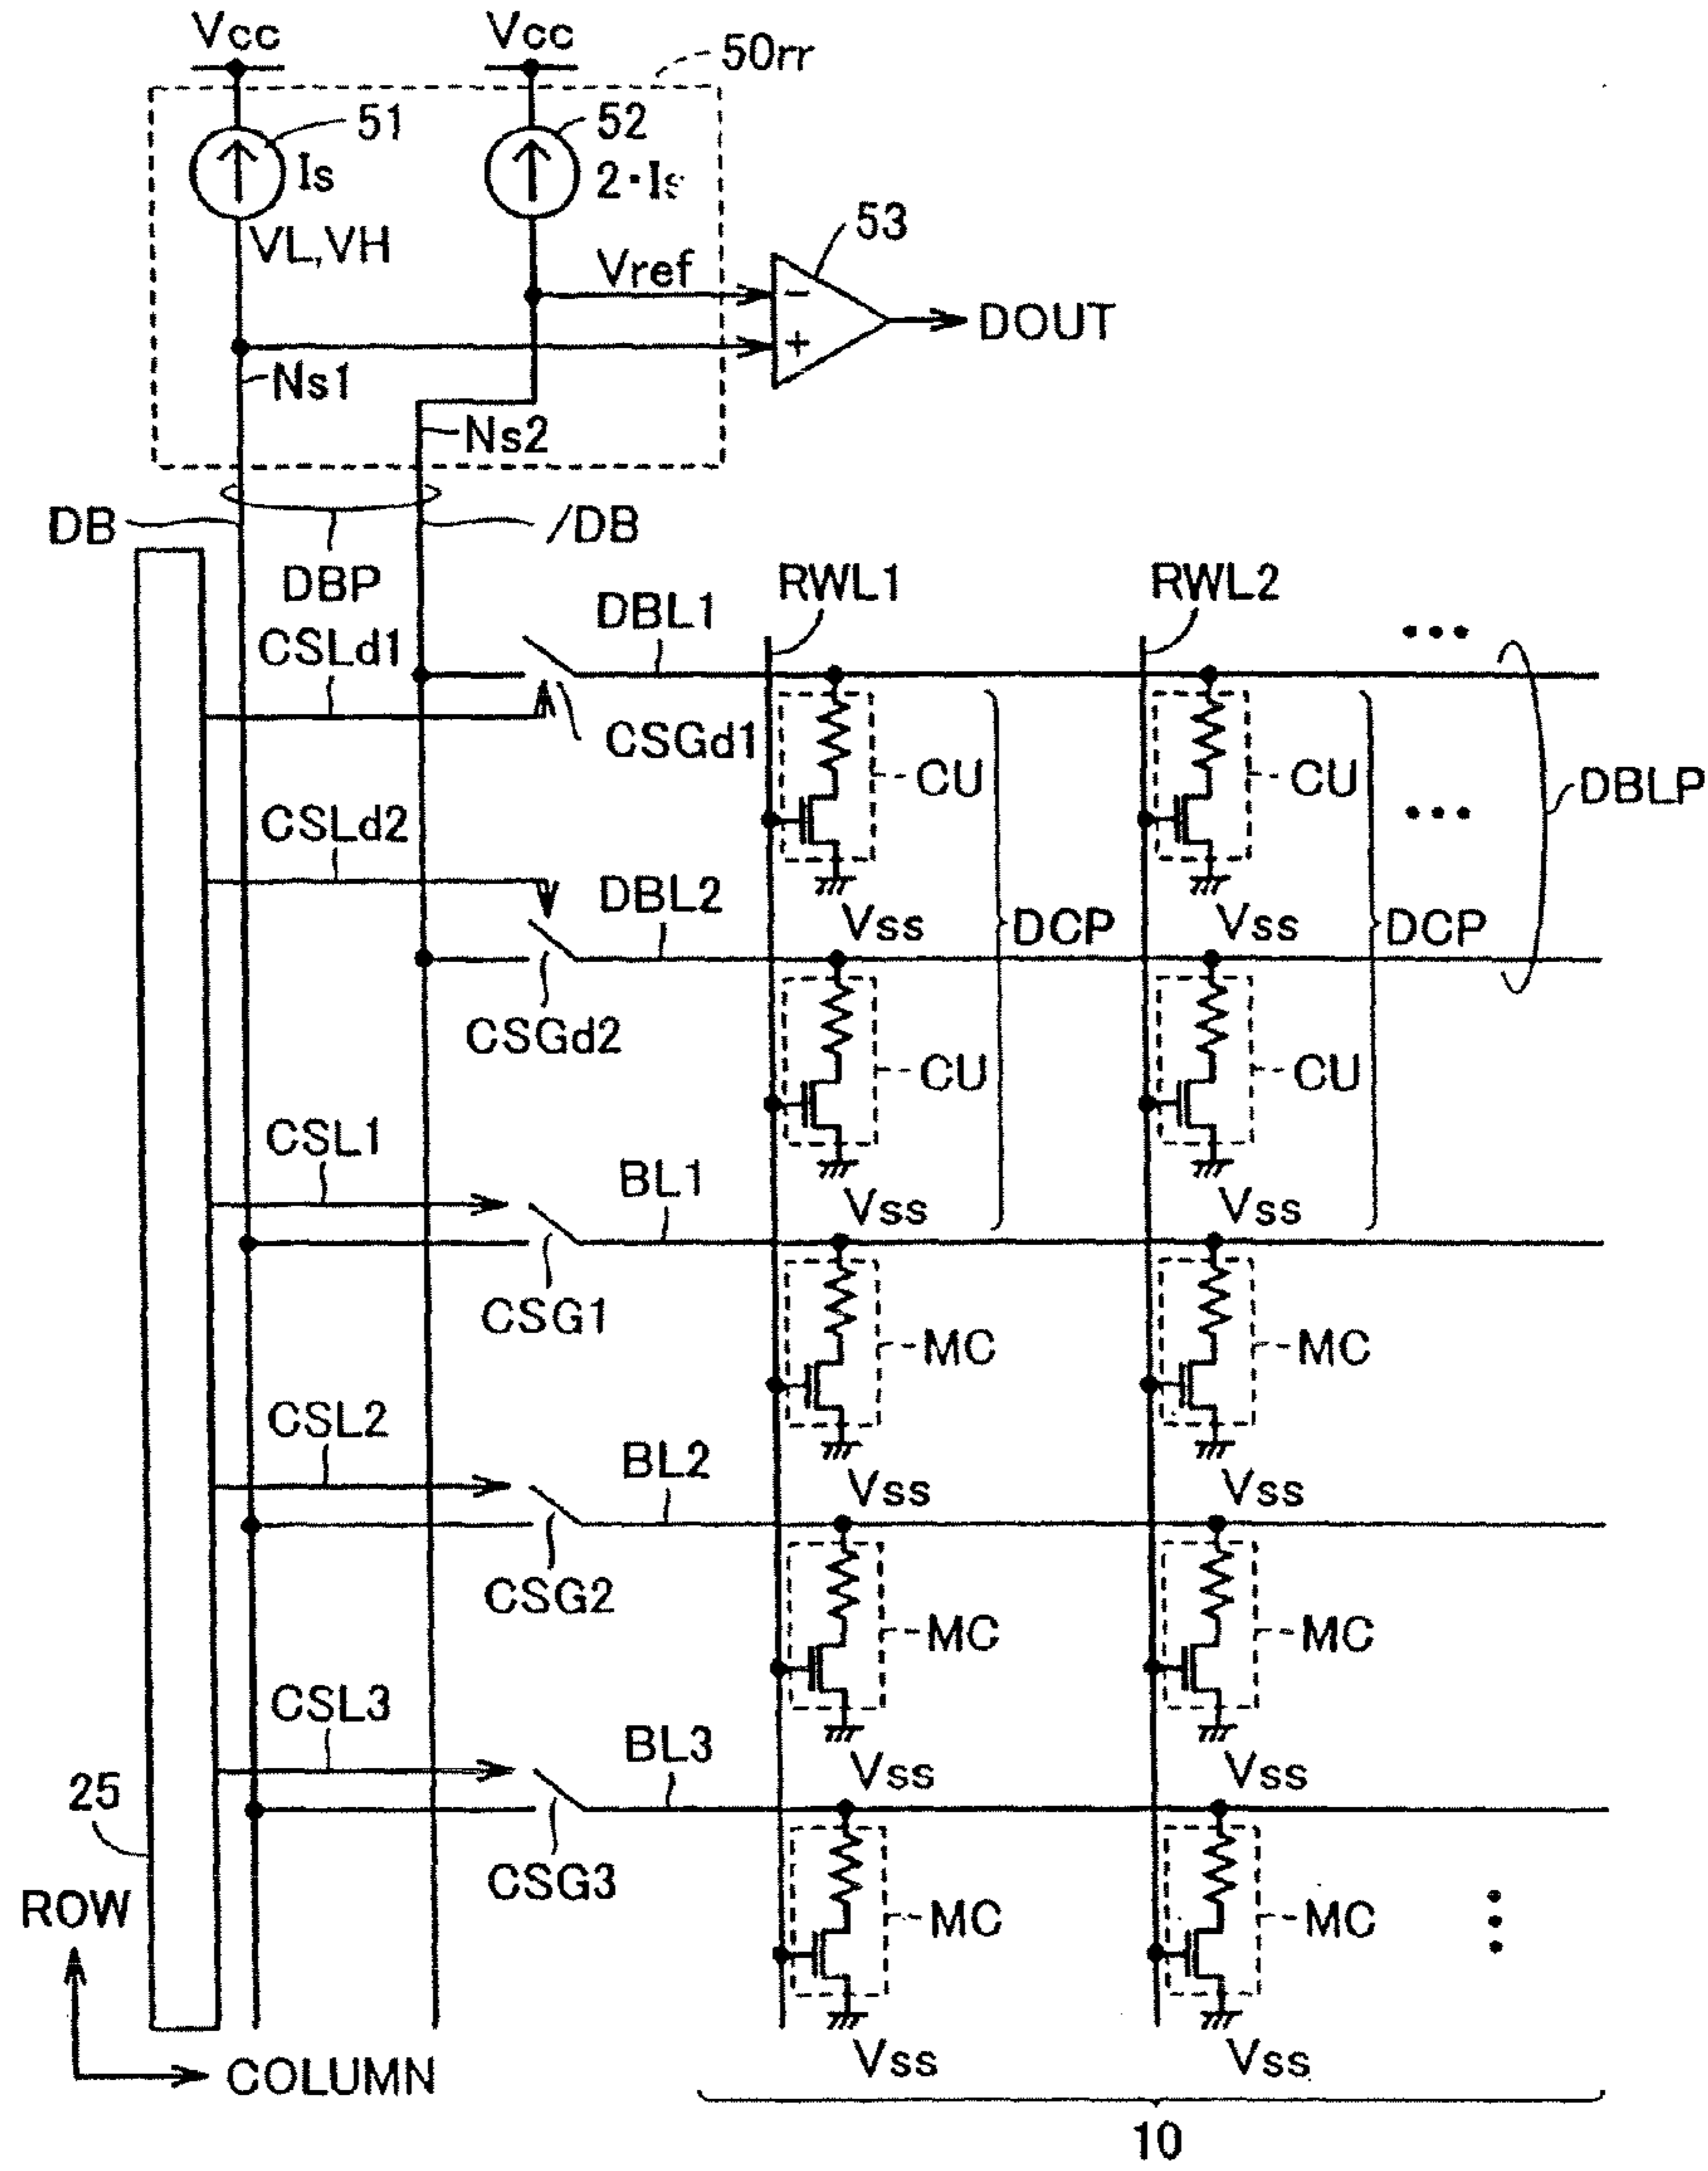 Vcc
Vcc
50rr
51
52
Is
2·Is
53
VL,VH
Vref
-
+
DOUT
Ns1
Ns2
DB
/DB
DBP
RWL1
RWL2
DBL1
•••
CSLd1
CSGd1
CU
CU
DBLP
•••
CSLd2
DBL2
Vss
DCP
Vss
DCP
CSGd2
CU
CU
CSL1
BL1
Vss
Vss
CSG1
MC
MC
CSL2
BL2
Vss
Vss
CSG2
MC
MC
CSL3
BL3
Vss
Vss
25
CSG3
MC
MC
ROW
Vss
Vss
COLUMN
10